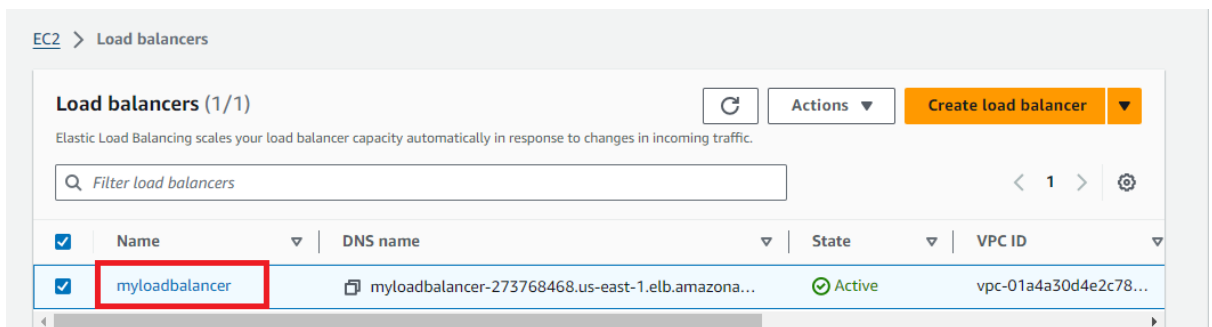 EC2 > Load balancers
Load balancers (1/1)
Actions
Create load balancer
Elastic Load Balancing scales your load balancer capacity automatically in response to changes in incoming traffic.
Filter load balancers
1
Name DNS name State VPC ID
myloadbalancer myloadbalancer-273768468.us-east-1.elb.amazona... Active vpc-01a4a30d4e2c78...